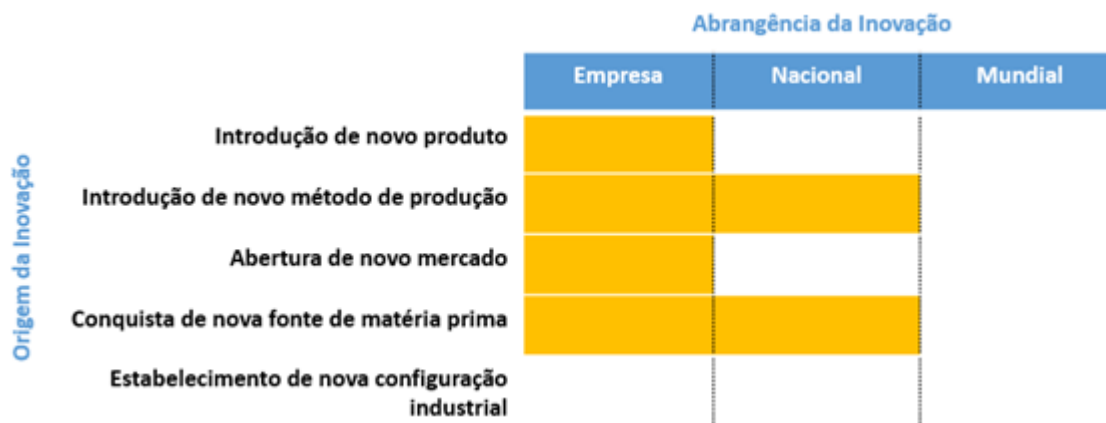 Abrangência da Inovação
Empresa
Nacional
Mundial
Origem da Inovação
Introdução de novo produto
Introdução de novo método de produção
Abertura de novo mercado
Conquista de nova fonte de matéria prima
Estabelecimento de nova configuração
industrial